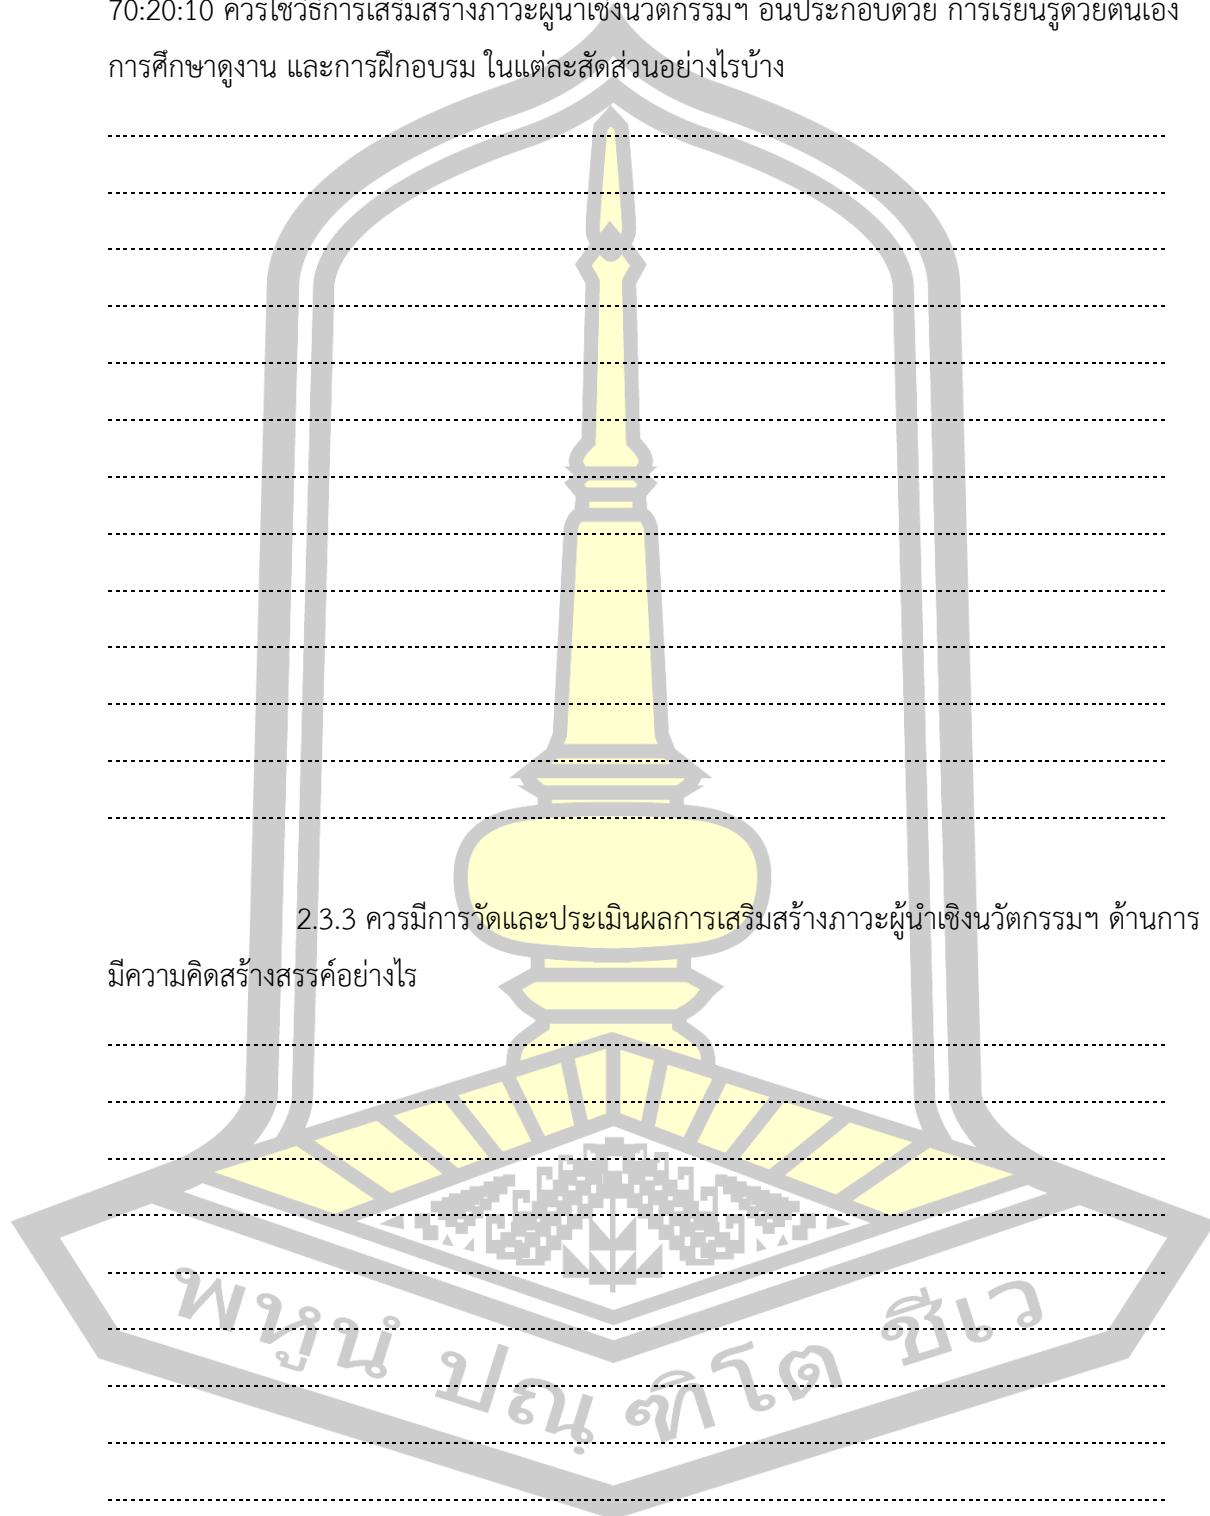 70:20:10 ควรใช้วิธีการเสริมสร้างภาวะผู้นำเชิงนวัตกรรมฯ อันประกอบด้วย การเรียนรู้ด้วยตนเอง
การศึกษาดูงาน และการฝึกอบรม ในแต่ละสัดส่วนอย่างไรบ้าง
2.3.3 ควรมีการวัดและประเมินผลการเสริมสร้างภาวะผู้นำเชิงนวัตกรรมฯ ด้านการ
มีความคิดสร้างสรรค์อย่างไร
พหูนํ ปณฺฑิโต ชีเว